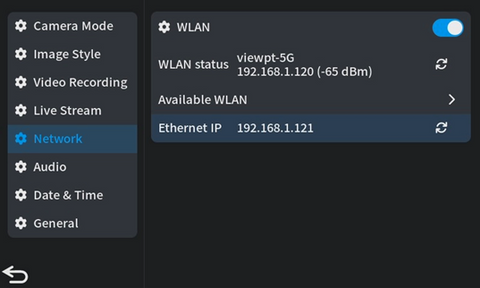 Camera Mode
Image Style
Video Recording
Live Stream
Network
Audio
Date & Time
General
WLAN
WLAN status viewpt-5G
192.168.1.120 (-65 dBm)
Available WLAN
Ethernet IP 192.168.1.121